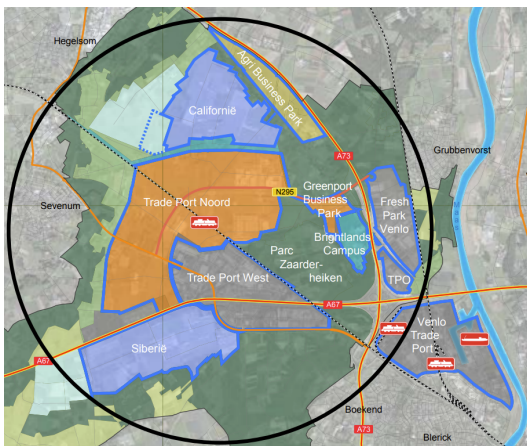 Hegelsom
Agri Business Park
Californië
A73
Grubbenvorst
Sevenum
Trade Port Noord
N295
Greenport
Business
Park
Fresh
Park
Venlo
Brightlands
Campus
Parc
Zaarder-
heiken
Trade Port West
TPO
A67
Venlo
Trade
Port
Siberië
A67
Boekend
A73
Blerick